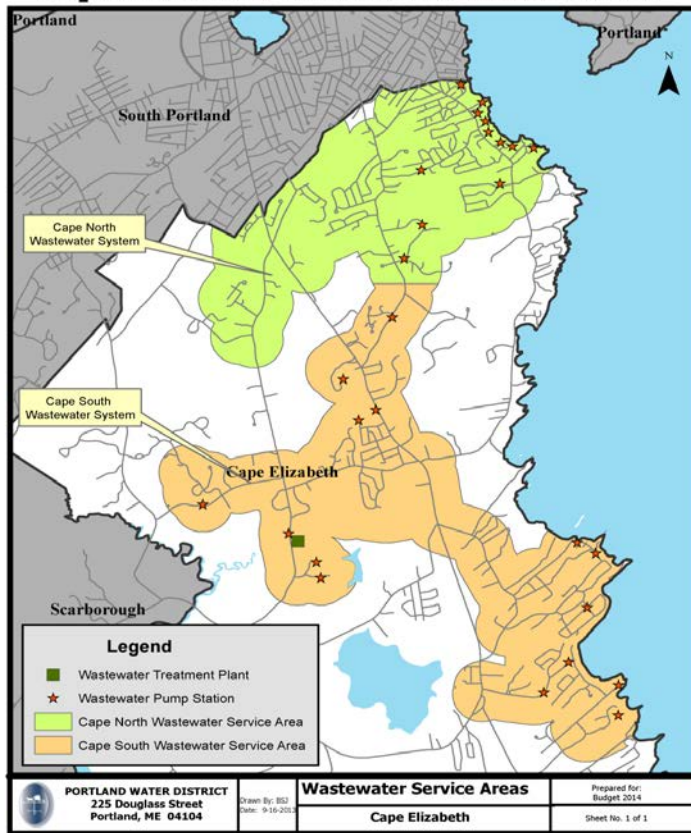 Portland
Portland
N
South Portland
Cape North
Wastewater System
Cape South
Wastewater System
Cape Elizabeth
Scarborough
Legend
Wastewater Treatment Plant
Wastewater Pump Station
Cape North Wastewater Service Area
Cape South Wastewater Service Area
PORTLAND WATER DISTRICT
225 Douglass Street
Portland, ME 04104
Drawn By: BSJ
Date: 9-16-2013
Wastewater Service Areas
Cape Elizabeth
Prepared for:
Budget 2014
Sheet No. 1 of 1